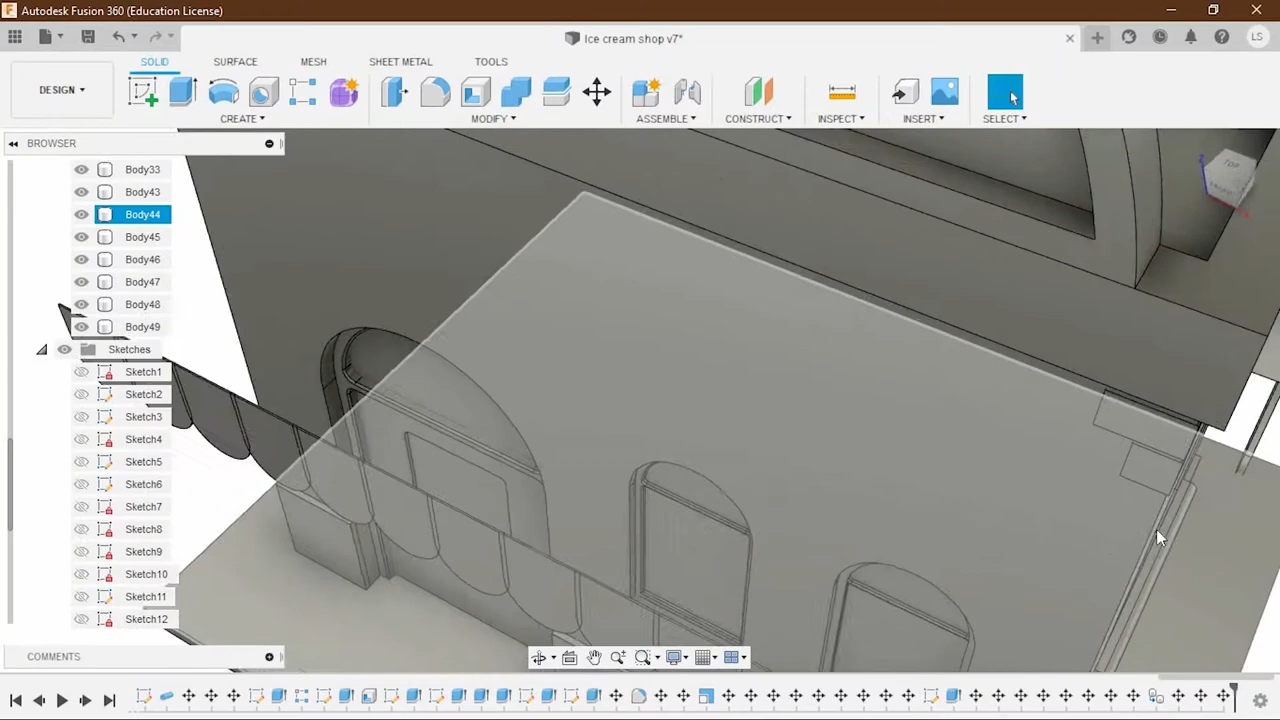 Autodesk Fusion 360 (Education License)
Ice cream shop v7*
LS
SOLID SURFACE MESH SHEET METAL TOOLS
DESIGN
CREATE MODIFY ASSEMBLE CONSTRUCT INSPECT INSERT SELECT
BROWSER
Body33
Body43
Body44
Body45
Body46
Body47
Body48
Body49
Sketches
Sketch1
Sketch2
Sketch3
Sketch4
Sketch5
Sketch6
Sketch7
Sketch8
Sketch9
Sketch10
Sketch11
Sketch12
COMMENTS
TOP